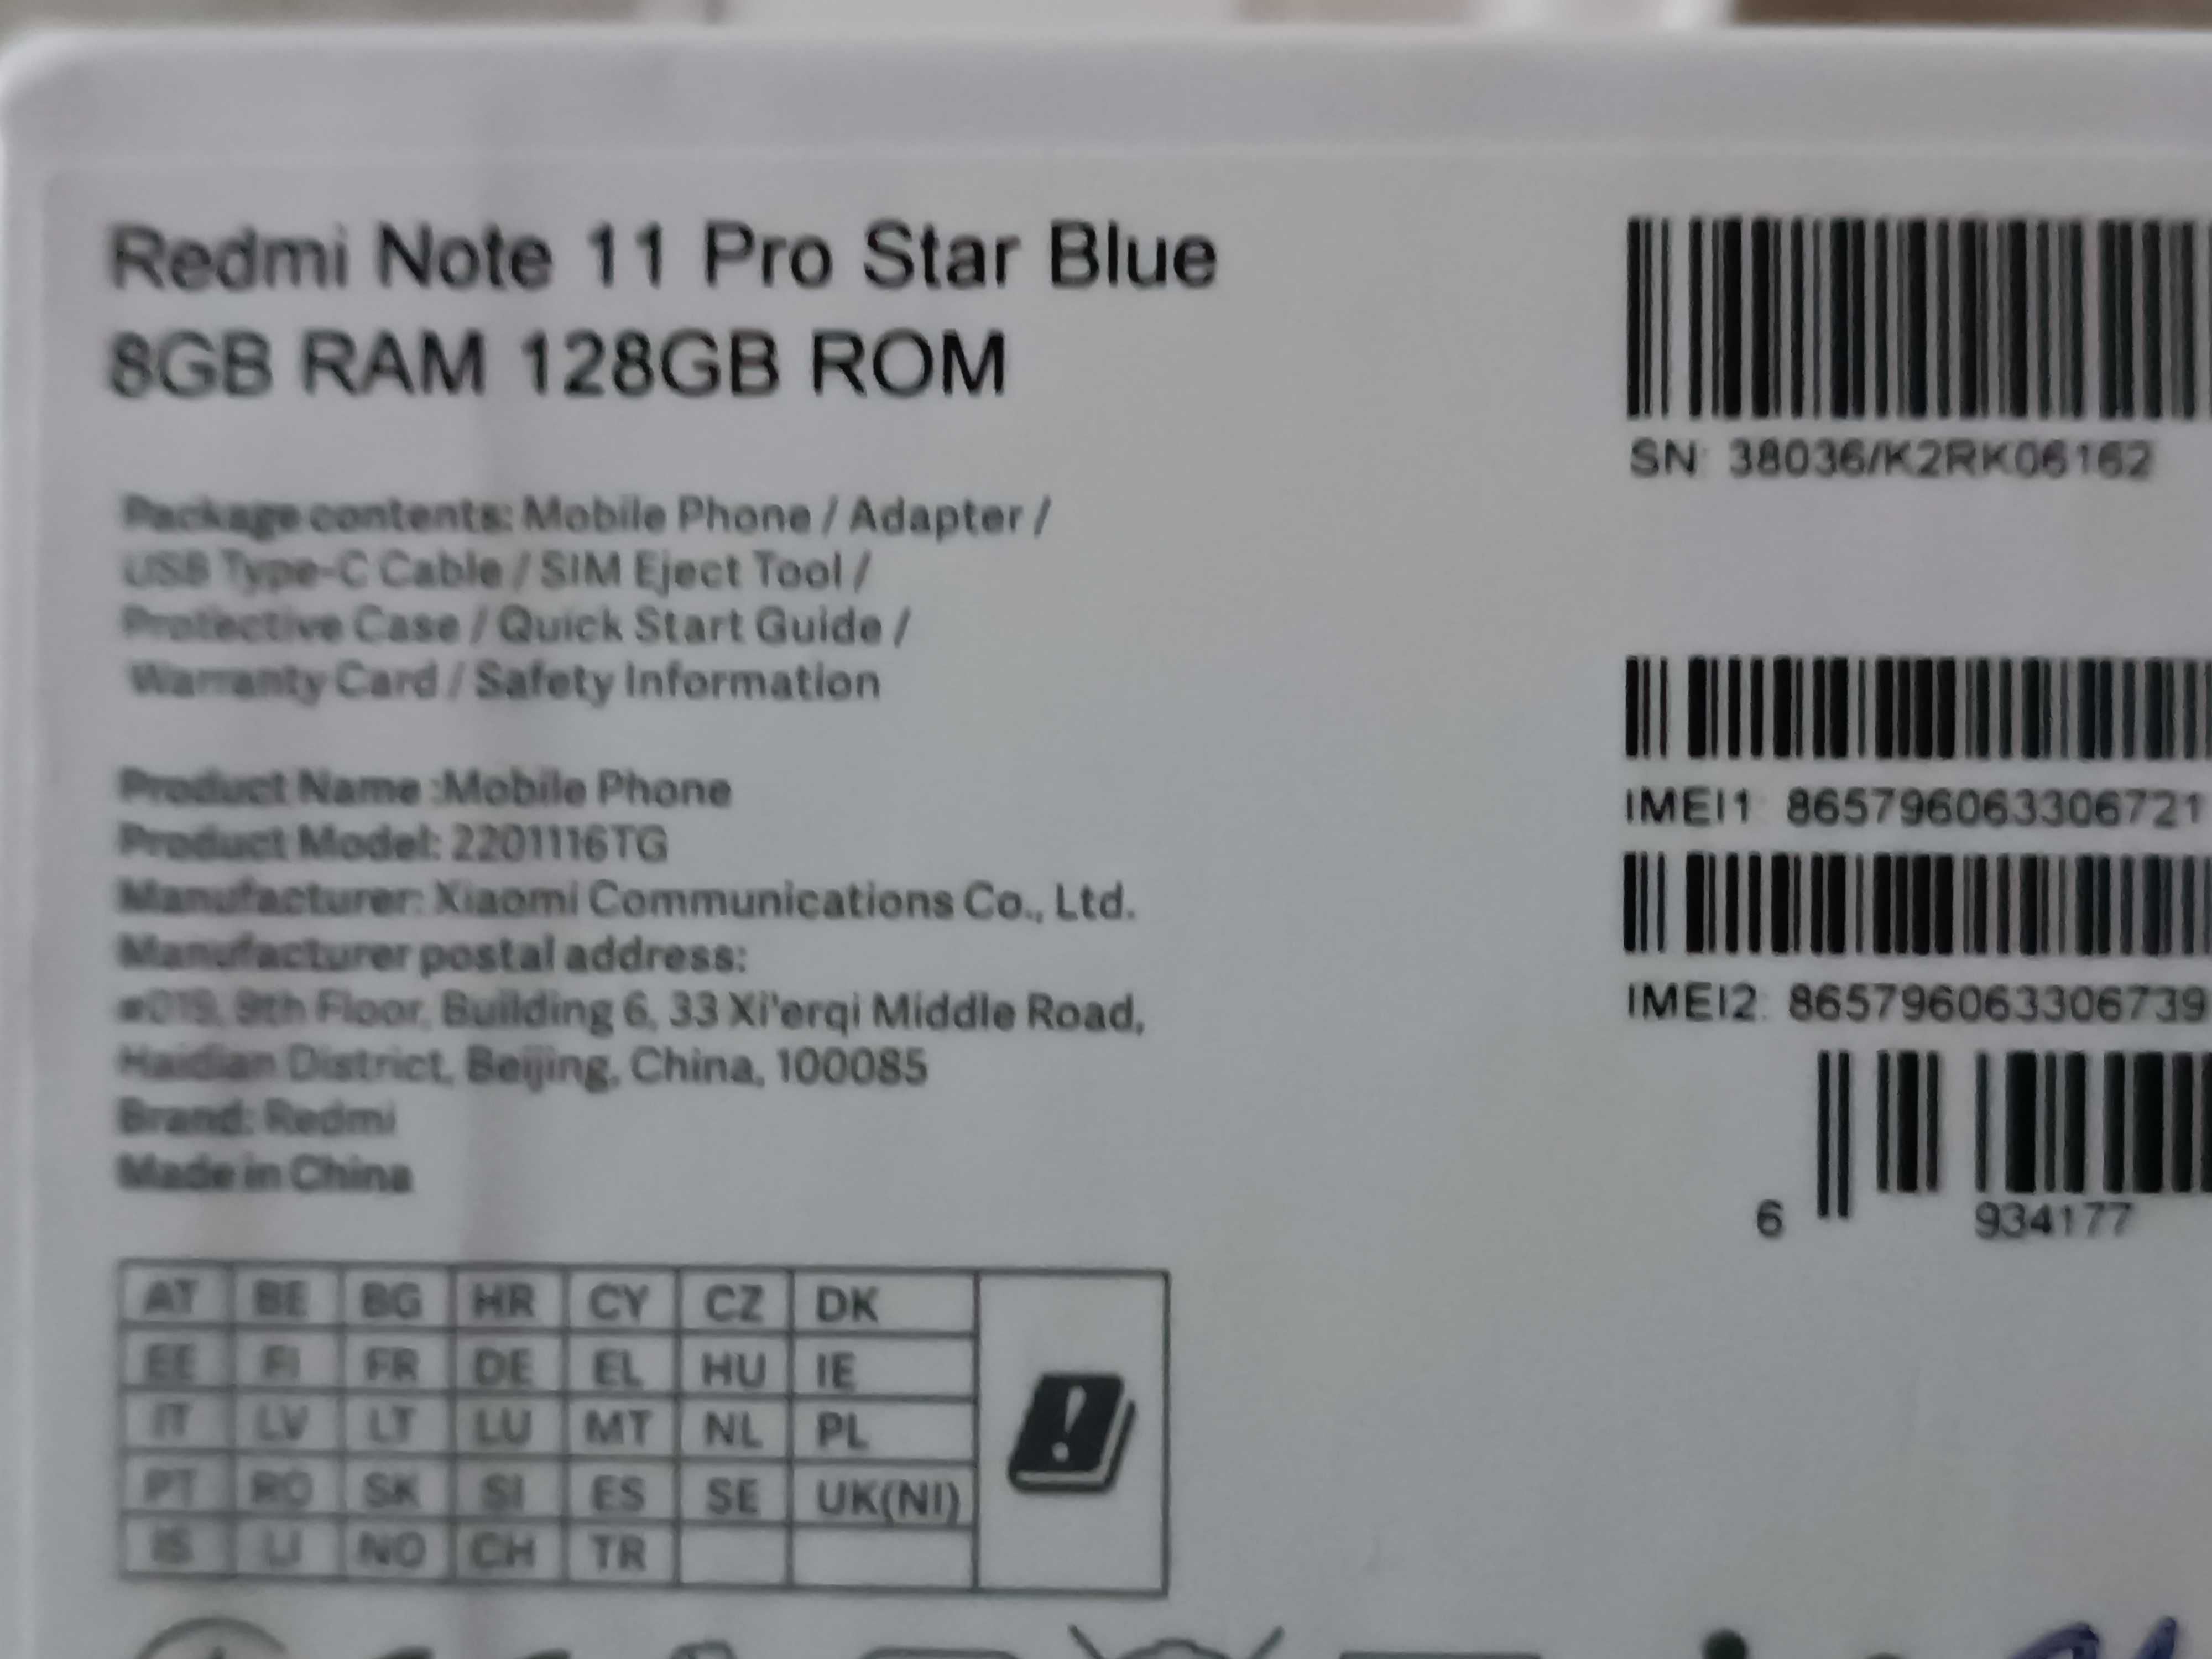 Redmi Note 11 Pro Star Blue
8GB RAM 128GB ROM
Package contents: Mobile Phone / Adapter /
USB Type-C Cable / SIM Eject Tool /
Protective Case / Quick Start Guide /
Warranty Card / Safety Information
Product Name :Mobile Phone
Product Model: 2201116TG
Manufacturer: Xiaomi Communications Co., Ltd.
Manufacturer postal address:
#019, 9th Floor, Building 6, 33 Xi'erqi Middle Road,
Haidian District, Beijing, China, 100085
Brand: Redmi
Made in China
AT BE BG HR CY CZ DK
EE FI FR DE EL HU IE
IT LV LT LU MT NL PL
PT RO SK SI ES SE UK(NI)
IS LI NO CH TR
SN: 38036/K2RK06162
IMEI1: 865796063306721
IMEI2: 865796063306739
6 934177